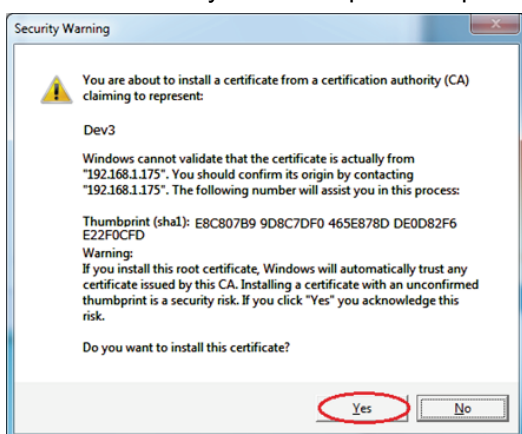 Security Warning
You are about to install a certificate from a certification authority (CA)
claiming to represent:
Dev3
Windows cannot validate that the certificate is actually from
"192.168.1.175". You should confirm its origin by contacting
"192.168.1.175". The following number will assist you in this process:
Thumbprint (sha1): E8C807B9 9D8C7DF0 465E878D DE0D82F6
E22F0CFD
Warning:
If you install this root certificate, Windows will automatically trust any
certificate issued by this CA. Installing a certificate with an unconfirmed
thumbprint is a security risk. If you click "Yes" you acknowledge this
risk.
Do you want to install this certificate?
Yes No